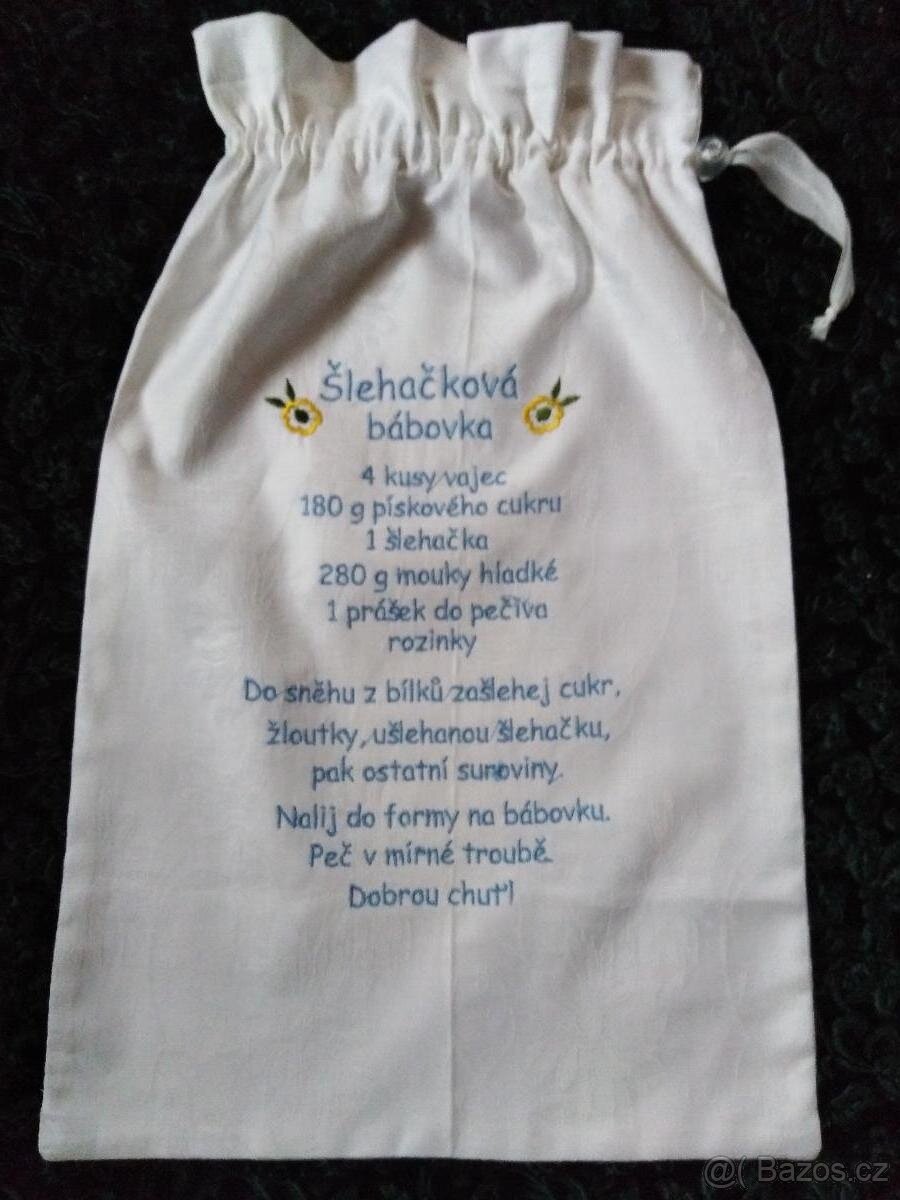 Šlehačková
bábovka
4 kusy vajec
180 g pískového cukru
1 šlehačka
280 g mouky hladké
1 prášek do pečiva
rozinky
Do sněhu z bílků zašlehej cukr,
žloutky, ušlehanou šlehačku,
pak ostatní suroviny.
Nalij do formy na bábovku.
Peč v mírné troubě.
Dobrou chuť!
@( Bazos.cz